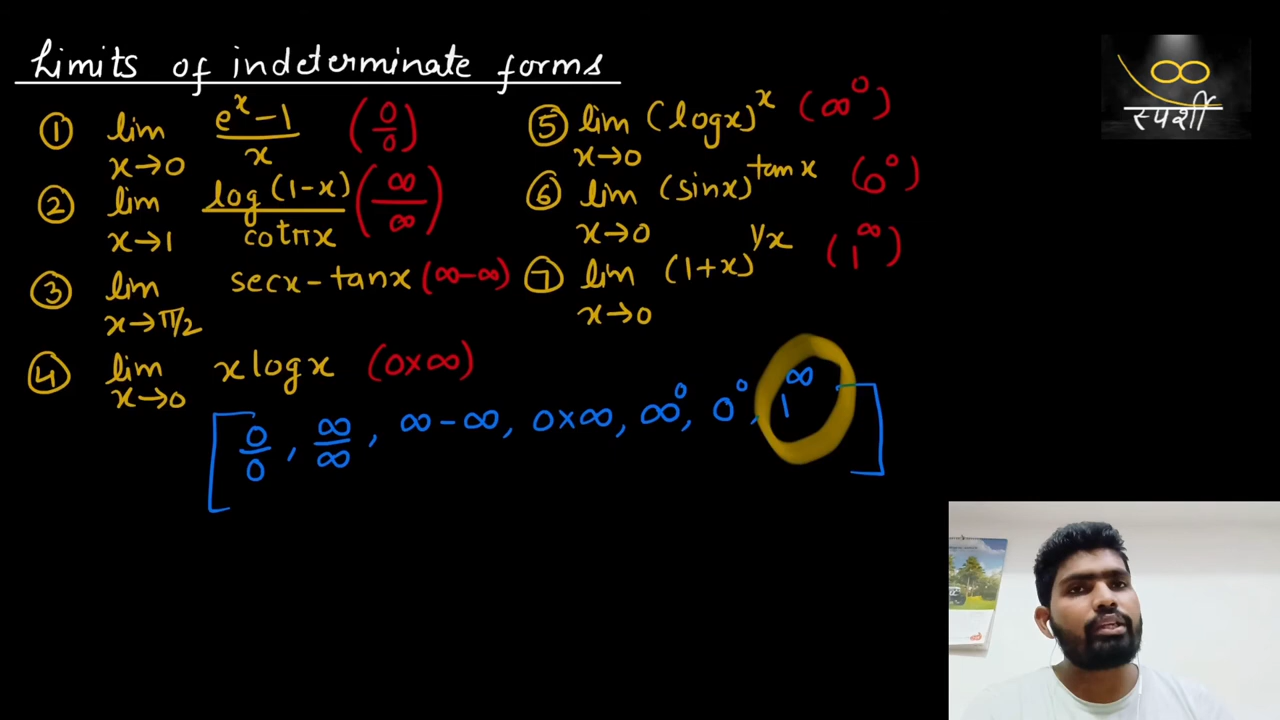 Limits of indeterminate forms
① lim x→0 (e^x − 1)/x (0/0)
② lim x→1 log(1−x)/cotπx (∞/∞)
③ lim x→π/2 secx − tanx (∞−∞)
④ lim x→0 xlogx (0×∞)
⑤ lim x→0 (logx)^x (∞^0)
⑥ lim x→0 (sinx)^tanx (0^0)
⑦ lim x→0 (1+x)^1/x (1^∞)
[0/0, ∞/∞, ∞−∞, 0×∞, ∞^0, 0^0, 1^∞]
∞
स्पर्शी